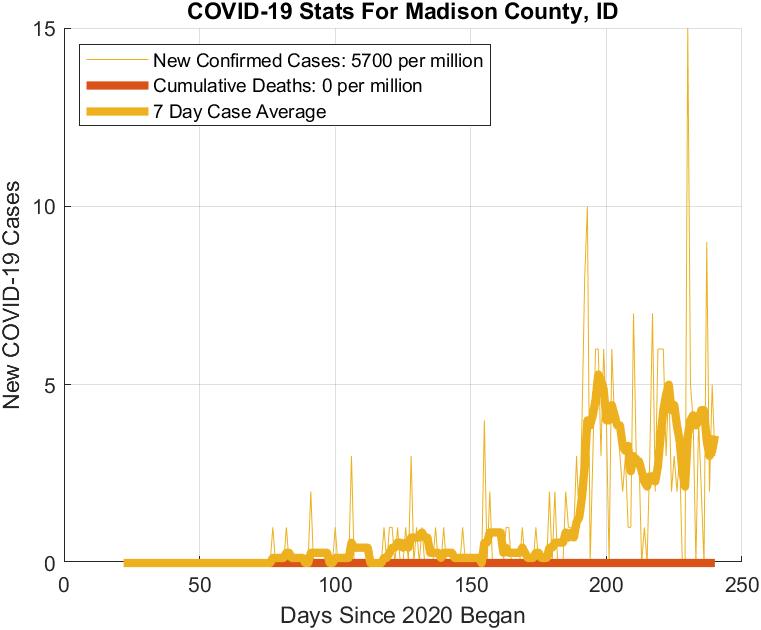 COVID-19 Stats For Madison County, ID
New Confirmed Cases: 5700 per million
Cumulative Deaths: 0 per million
7 Day Case Average
New COVID-19 Cases
15
10
5
0
0 50 100 150 200 250
Days Since 2020 Began